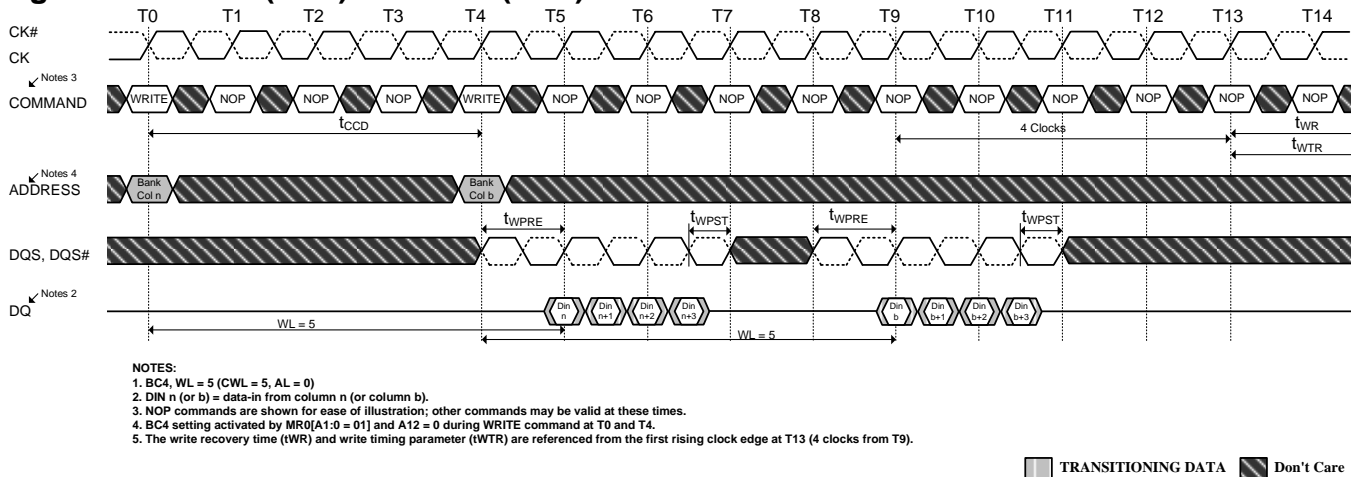 T0 T1 T2 T3 T4 T5 T6 T7 T8 T9 T10 T11 T12 T13 T14
CK#
CK
Notes 3
COMMAND WRITE NOP NOP NOP WRITE NOP NOP NOP NOP NOP NOP NOP NOP NOP NOP
tCCD 4 Clocks tWR
tWTR
Notes 4
ADDRESS Bank Col n Bank Col b
tWPRE tWPST tWPRE tWPST
DQS, DQS#
Notes 2
DQ Din n Din n+1 Din n+2 Din n+3 Din b Din b+1 Din b+2 Din b+3
WL = 5 WL = 5
NOTES:
1. BC4, WL = 5 (CWL = 5, AL = 0)
2. DIN n (or b) = data-in from column n (or column b).
3. NOP commands are shown for ease of illustration; other commands may be valid at these times.
4. BC4 setting activated by MR0[A1:0 = 01] and A12 = 0 during WRITE command at T0 and T4.
5. The write recovery time (tWR) and write timing parameter (tWTR) are referenced from the first rising clock edge at T13 (4 clocks from T9).
TRANSITIONING DATA Don't Care